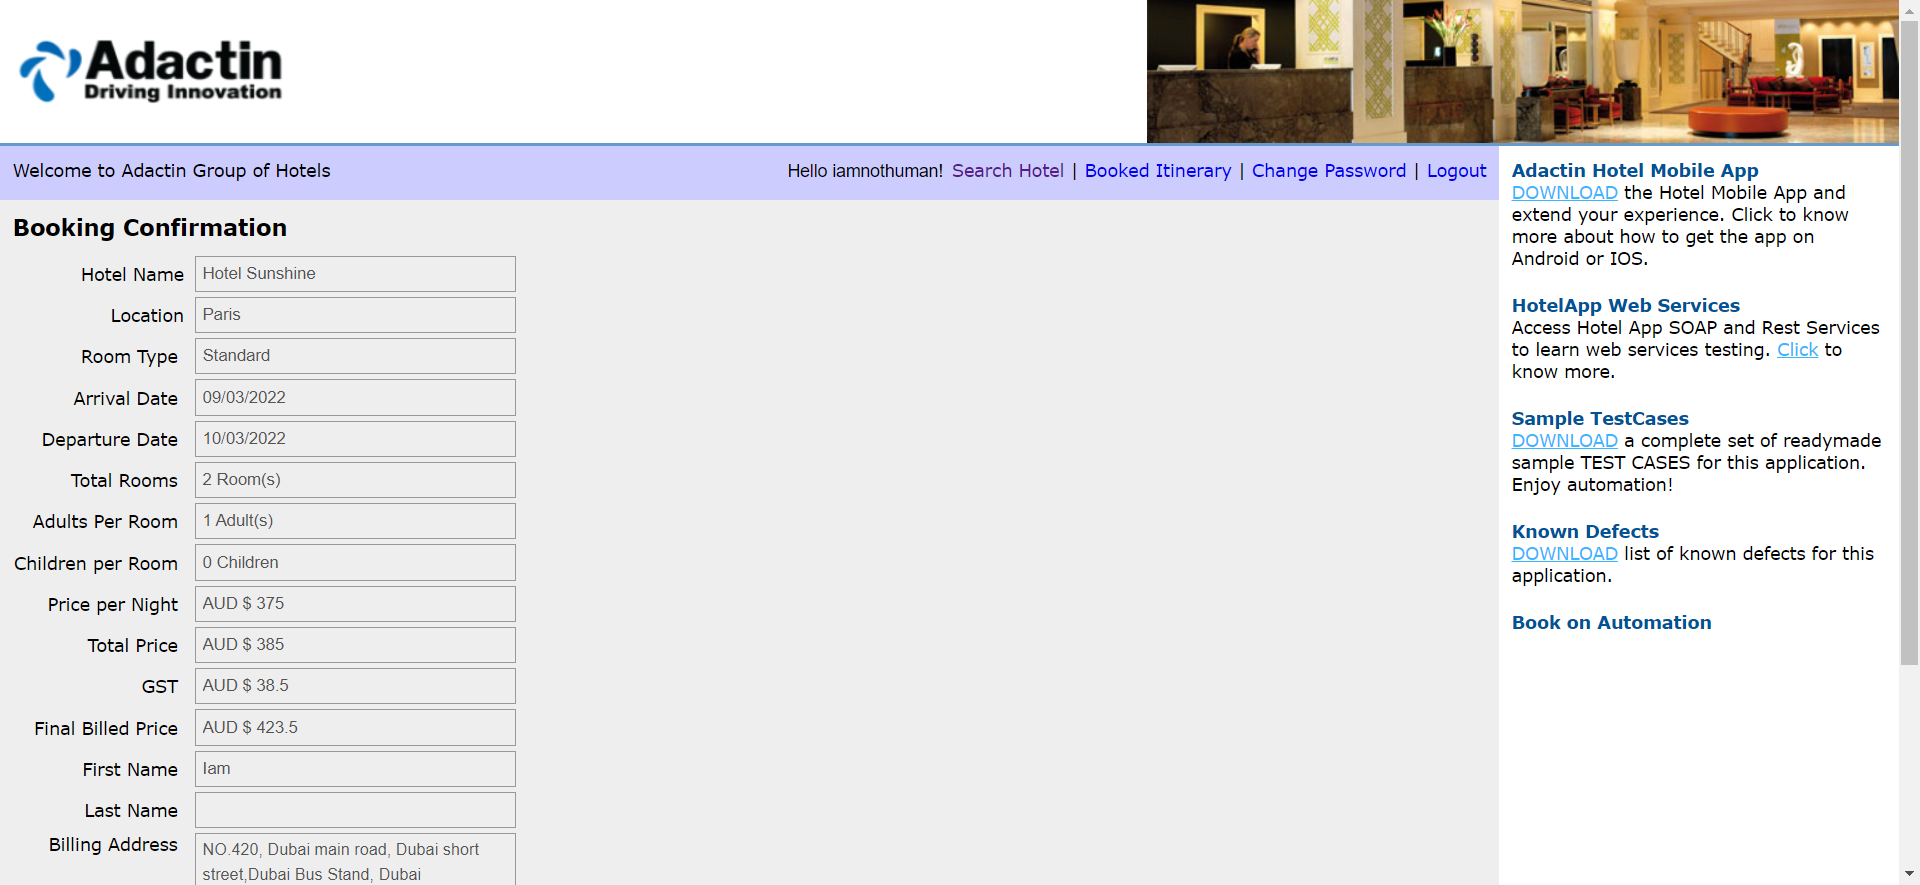 Adactin
Driving Innovation
Welcome to Adactin Group of Hotels
Hello iamnothuman! Search Hotel | Booked Itinerary | Change Password | Logout
Booking Confirmation
Hotel Name Hotel Sunshine
Location Paris
Room Type Standard
Arrival Date 09/03/2022
Departure Date 10/03/2022
Total Rooms 2 Room(s)
Adults Per Room 1 Adult(s)
Children per Room 0 Children
Price per Night AUD $ 375
Total Price AUD $ 385
GST AUD $ 38.5
Final Billed Price AUD $ 423.5
First Name Iam
Last Name
Billing Address NO.420, Dubai main road, Dubai short
street,Dubai Bus Stand, Dubai
Adactin Hotel Mobile App
DOWNLOAD the Hotel Mobile App and
extend your experience. Click to know
more about how to get the app on
Android or IOS.
HotelApp Web Services
Access Hotel App SOAP and Rest Services
to learn web services testing. Click to
know more.
Sample TestCases
DOWNLOAD a complete set of readymade
sample TEST CASES for this application.
Enjoy automation!
Known Defects
DOWNLOAD list of known defects for this
application.
Book on Automation